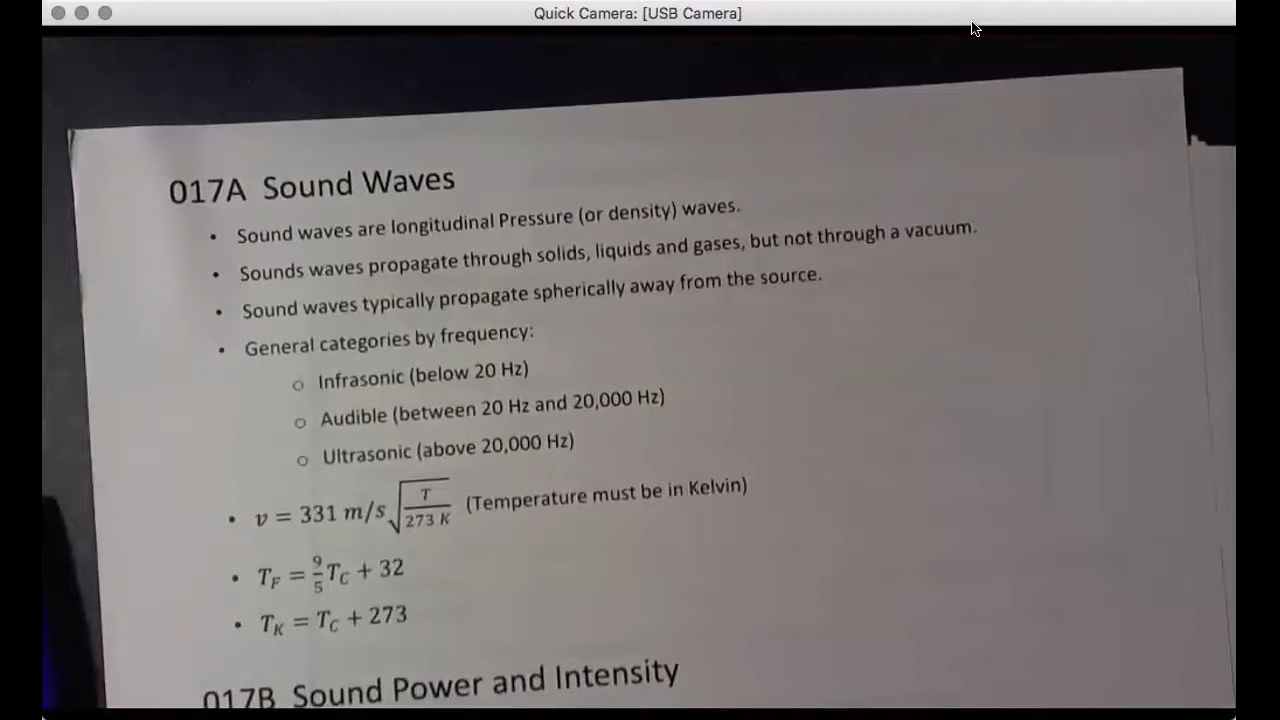 Quick Camera: [USB Camera]
017A Sound Waves
• Sound waves are longitudinal Pressure (or density) waves.
• Sounds waves propagate through solids, liquids and gases, but not through a vacuum.
• Sound waves typically propagate spherically away from the source.
• General categories by frequency:
o Infrasonic (below 20 Hz)
o Audible (between 20 Hz and 20,000 Hz)
o Ultrasonic (above 20,000 Hz)
• v = 331 m/s √(T/273 K) (Temperature must be in Kelvin)
• T_F = 9/5 T_C + 32
• T_K = T_C + 273
017B Sound Power and Intensity